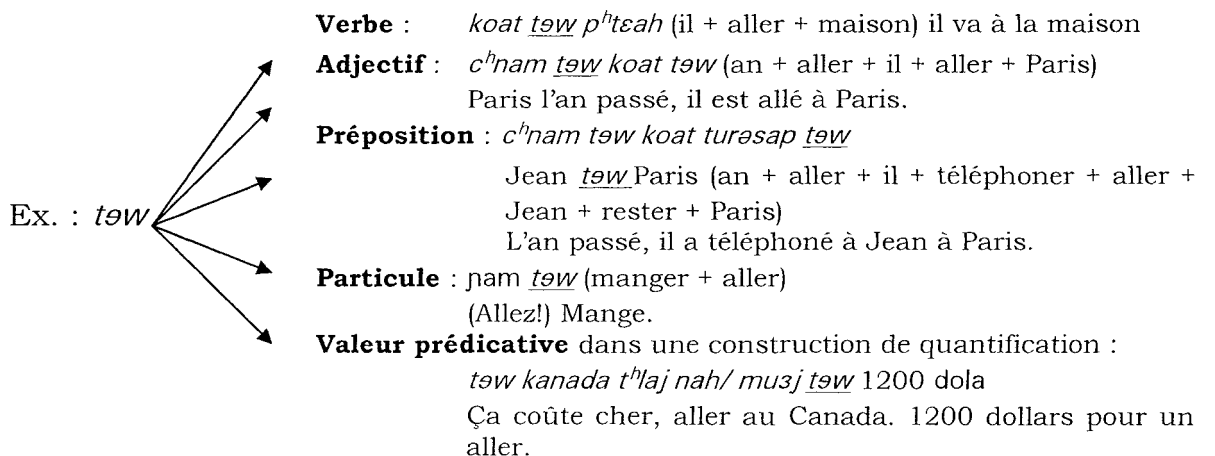 Verbe : koat təw pʰtɛah (il + aller + maison) il va à la maison
Adjectif : cʰnam təw koat təw (an + aller + il + aller + Paris)
Paris l'an passé, il est allé à Paris.
Préposition : cʰnam təw koat turəsap təw
Jean təw Paris (an + aller + il + téléphoner + aller +
Ex. : təw
Jean + rester + Paris)
L'an passé, il a téléphoné à Jean à Paris.
Particule : ɲam təw (manger + aller)
(Allez!) Mange.
Valeur prédicative dans une construction de quantification :
təw kanada tʰlaj nah/ muɜj təw 1200 dola
Ça coûte cher, aller au Canada. 1200 dollars pour un
aller.